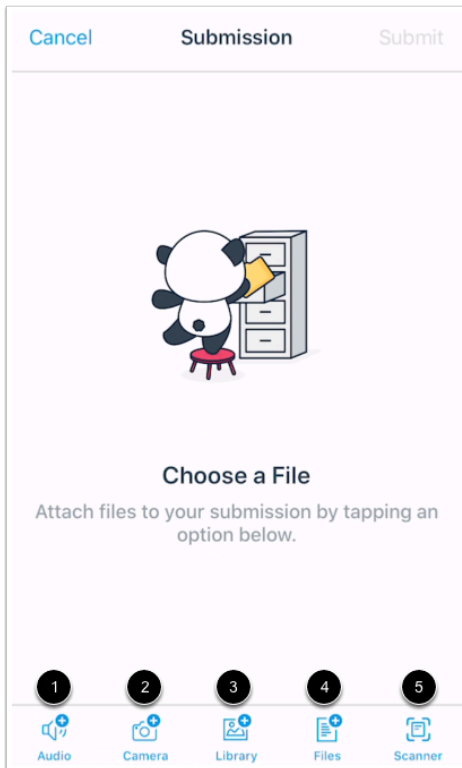 Cancel Submission Submit
Choose a File
Attach files to your submission by tapping an
option below.
1 2 3 4 5
Audio Camera Library Files Scanner